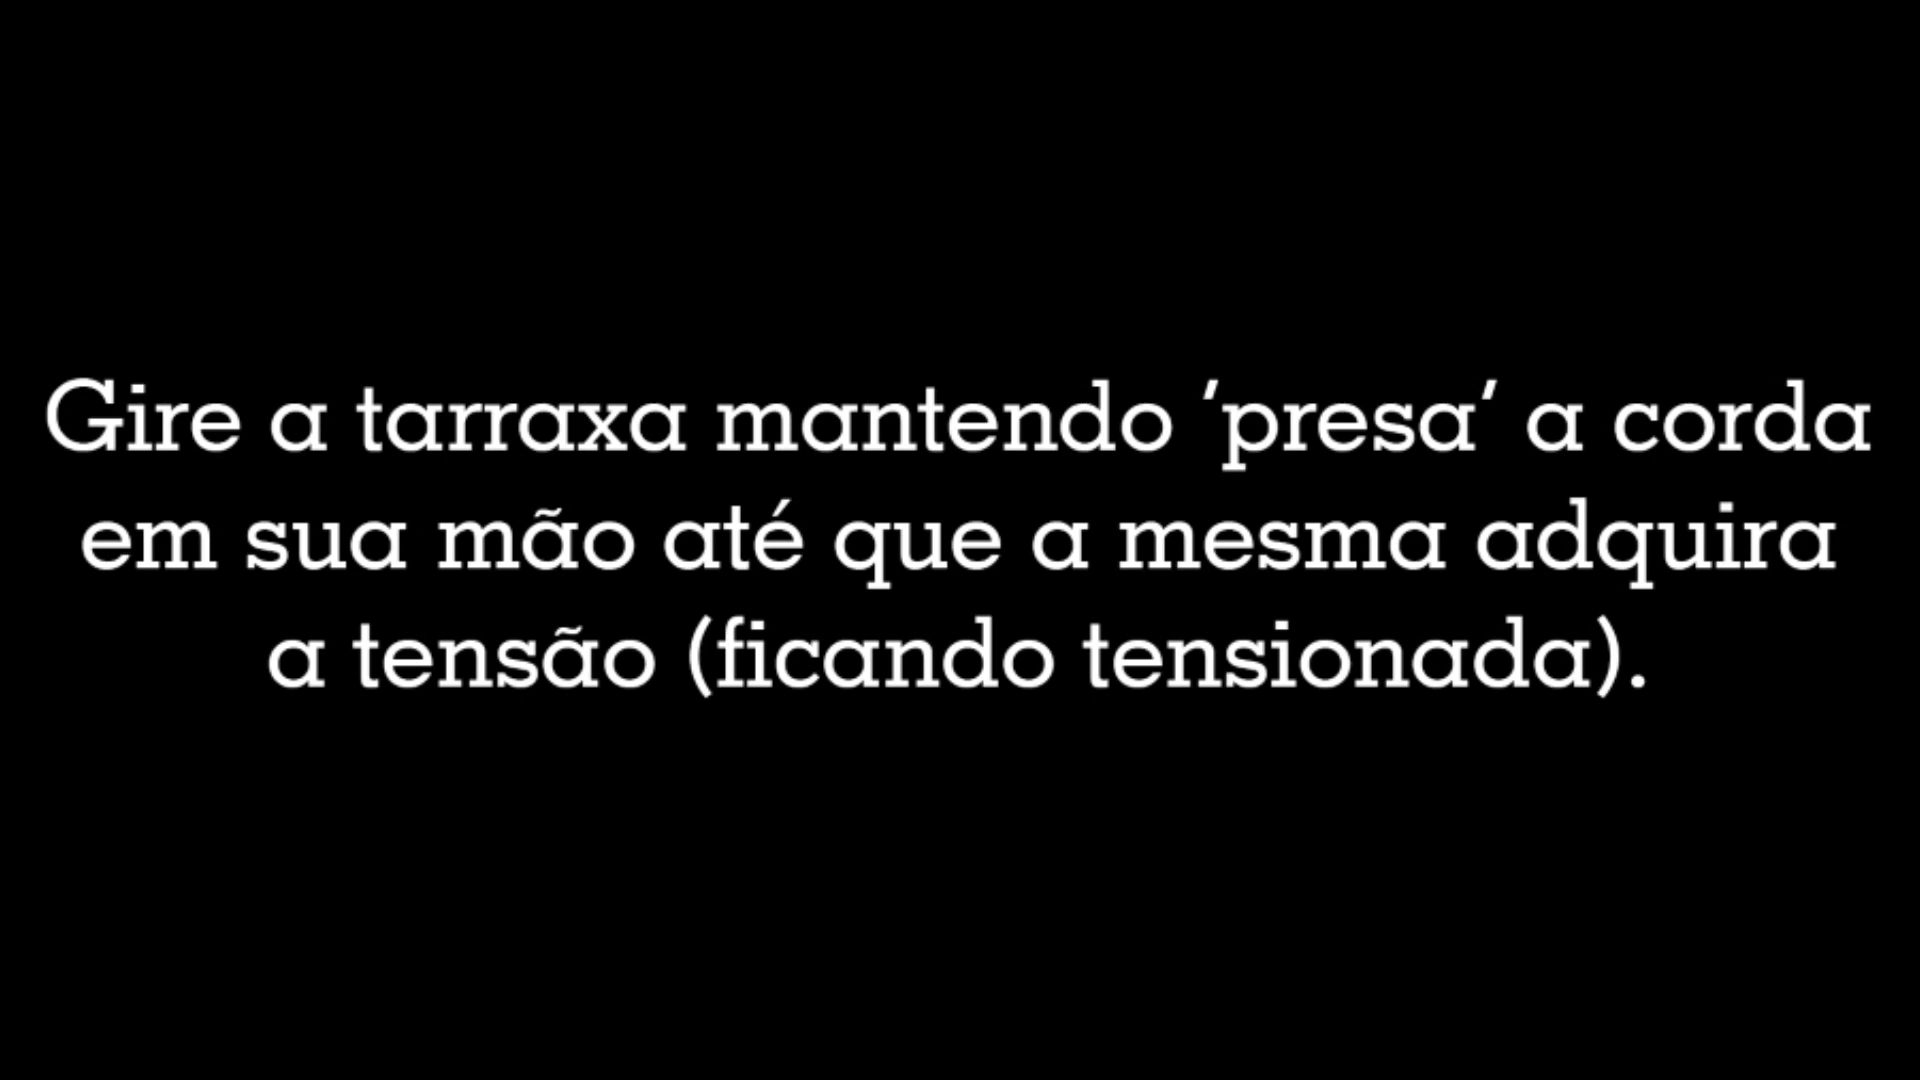 Gire a tarraxa mantendo 'presa' a corda
em sua mão até que a mesma adquira
a tensão (ficando tensionada).